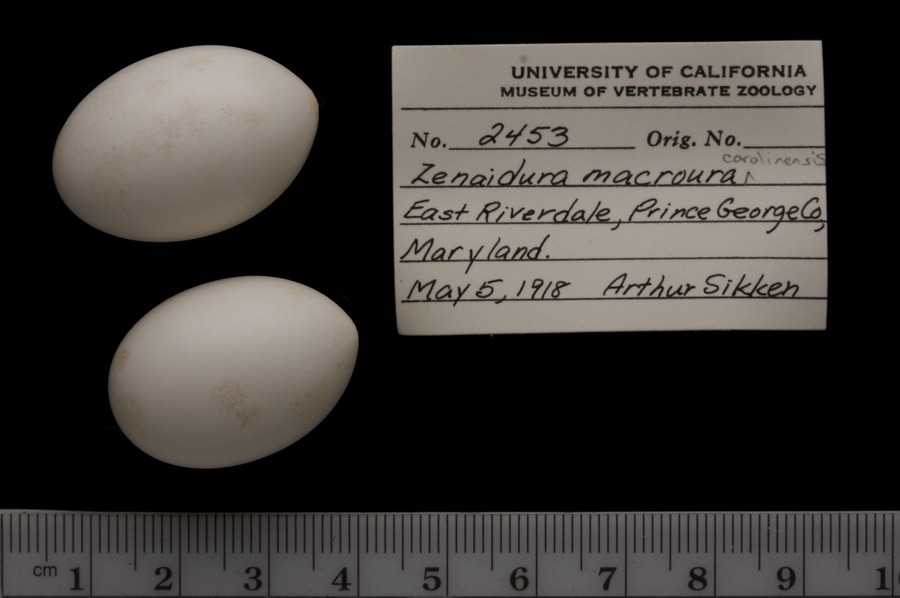 UNIVERSITY OF CALIFORNIA
MUSEUM OF VERTEBRATE ZOOLOGY
No. 2453 Orig. No.
carolinensis
Zenaidura macroura ^
East Riverdale, Prince George Co,
Maryland.
May 5, 1918 Arthur Sikken
cm 1 2 3 4 5 6 7 8 9 1